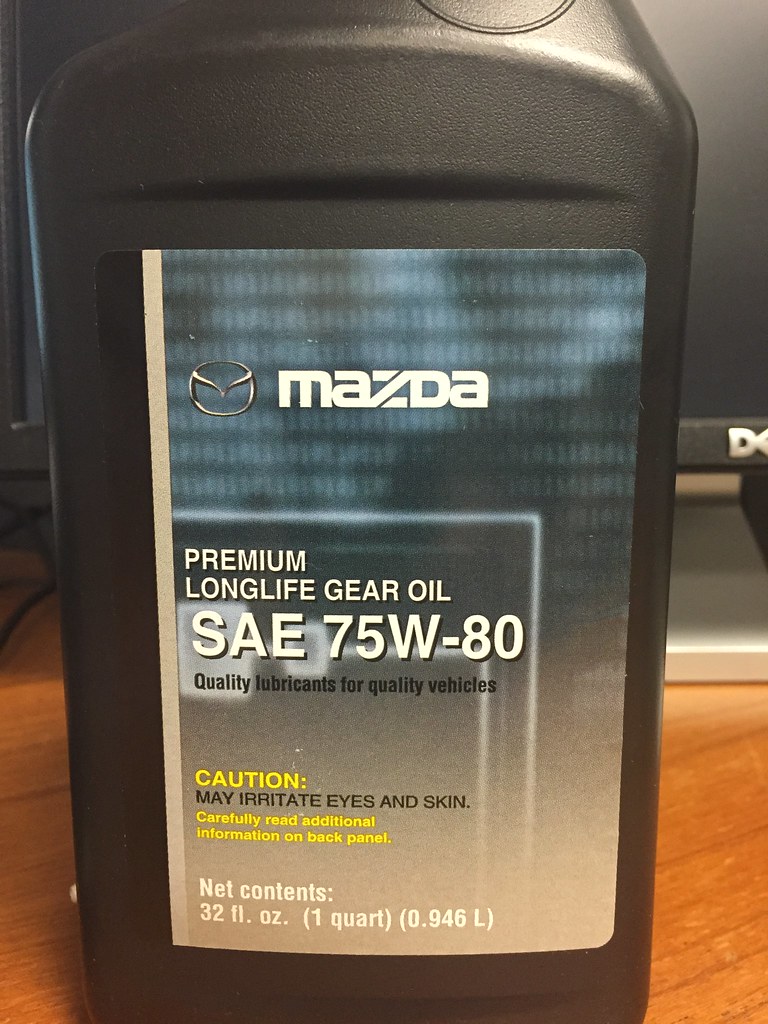 mazda
PREMIUM
LONGLIFE GEAR OIL
SAE 75W-80
Quality lubricants for quality vehicles
CAUTION:
MAY IRRITATE EYES AND SKIN.
Carefully read additional
information on back panel.
Net contents:
32 fl. oz. (1 quart) (0.946 L)